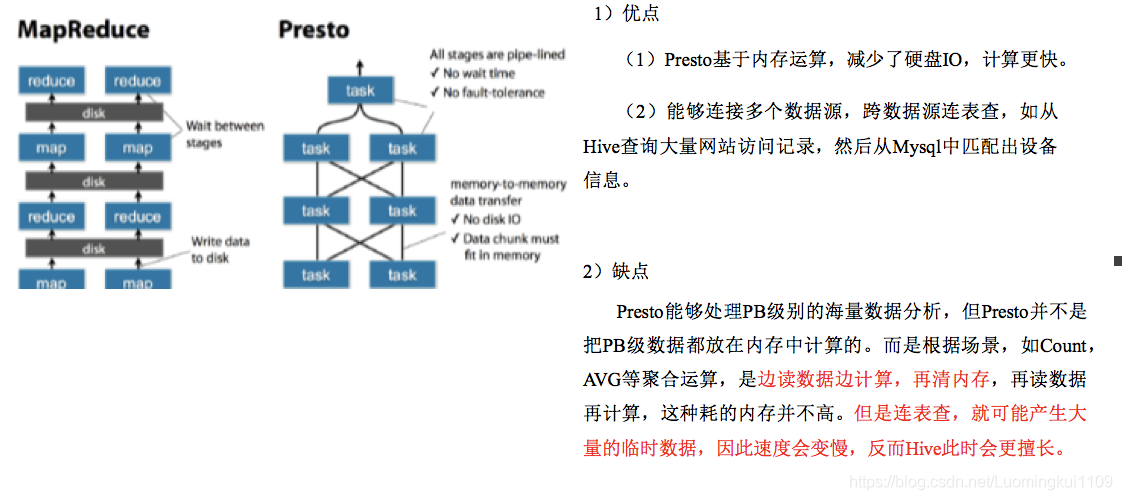 MapReduce
reduce reduce
disk
Wait between
stages
map map
disk
reduce reduce
Write data
to disk
disk
map map
Presto
All stages are pipe-lined
✓ No wait time
✓ No fault-tolerance
task
task task
memory-to-memory
data transfer
✓ No disk IO
✓ Data chunk must
fit in memory
task task
task task
1）优点
（1）Presto基于内存运算，减少了硬盘IO，计算更快。
（2）能够连接多个数据源，跨数据源连表查，如从
Hive查询大量网站访问记录，然后从Mysql中匹配出设备
信息。
2）缺点
Presto能够处理PB级别的海量数据分析，但Presto并不是
把PB级数据都放在内存中计算的。而是根据场景，如Count，
AVG等聚合运算，是边读数据边计算，再清内存，再读数据
再计算，这种耗的内存并不高。但是连表查，就可能产生大
量的临时数据，因此速度会变慢，反而Hive此时会更擅长。
https://blog.csdn.net/Luomingkui1109